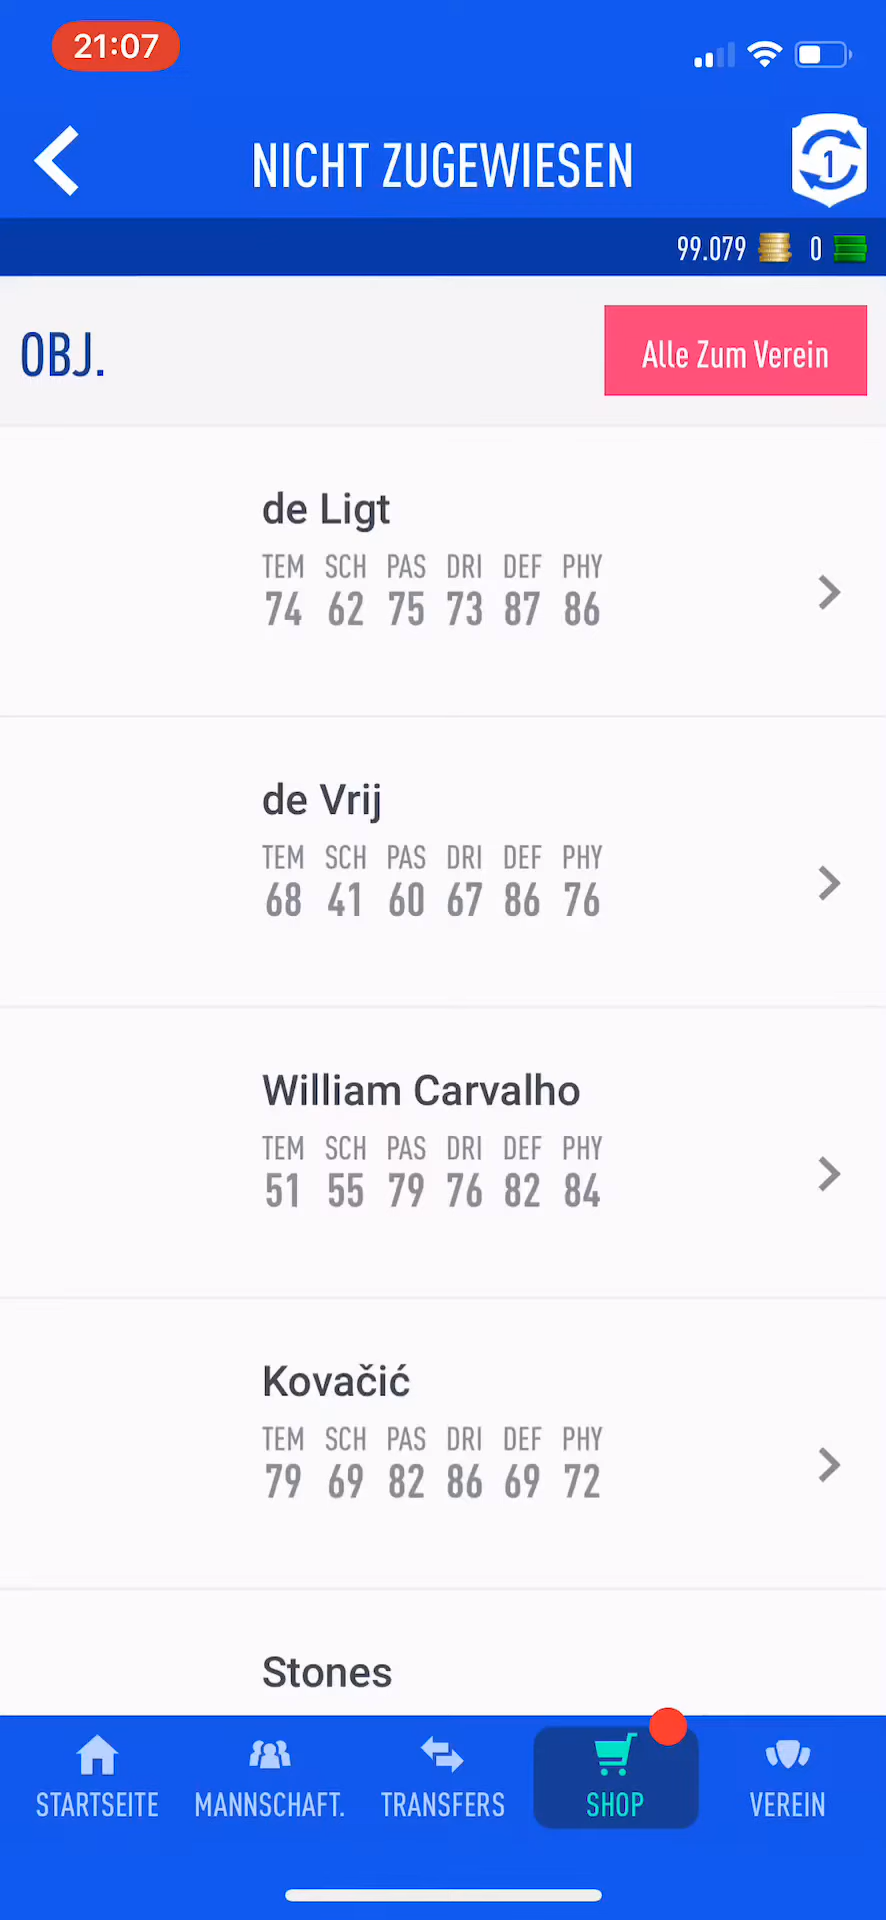 21:07
NICHT ZUGEWIESEN
1
99.079 0
OBJ.
Alle Zum Verein
de Ligt
TEM SCH PAS DRI DEF PHY
74 62 75 73 87 86
de Vrij
TEM SCH PAS DRI DEF PHY
68 41 60 67 86 76
William Carvalho
TEM SCH PAS DRI DEF PHY
51 55 79 76 82 84
Kovačić
TEM SCH PAS DRI DEF PHY
79 69 82 86 69 72
Stones
STARTSEITE MANNSCHAFT. TRANSFERS SHOP VEREIN